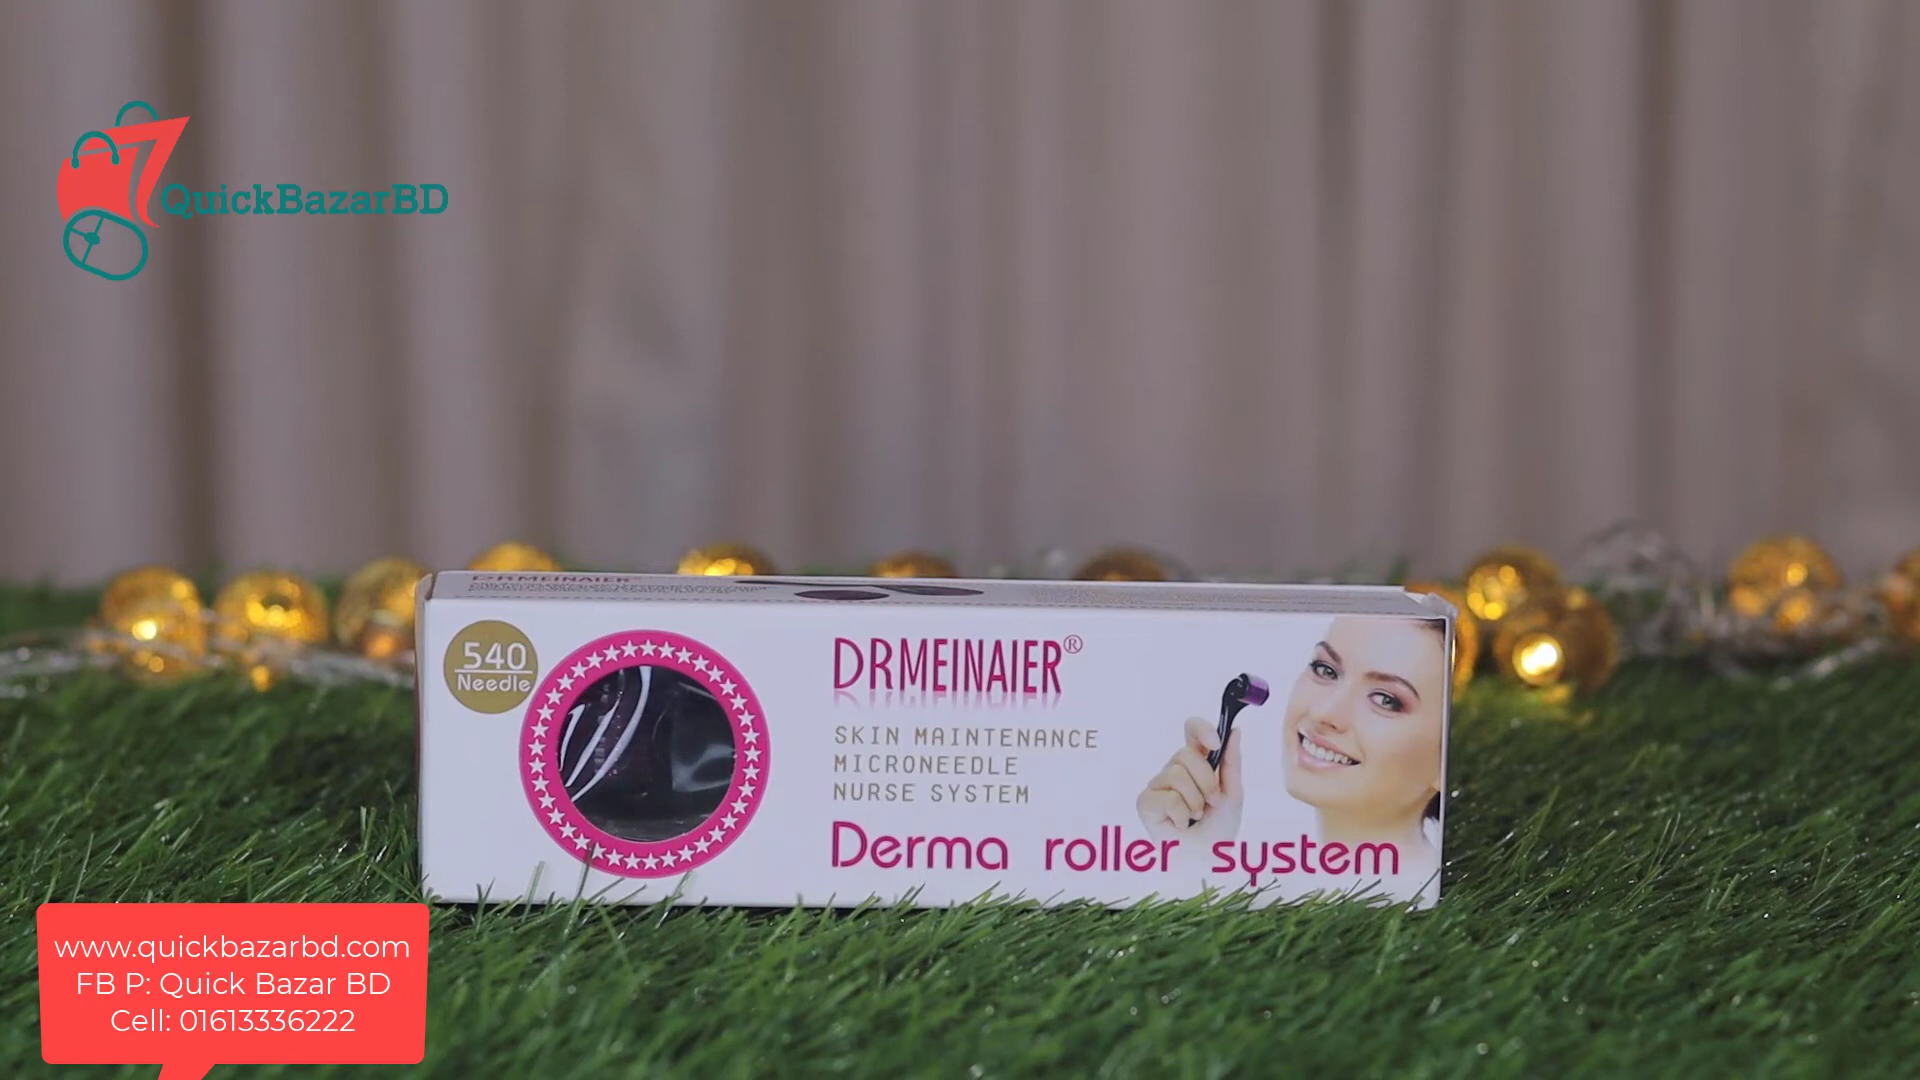 QuickBazarBD
DRMEINAIER
540
Needle
DRMEINAIER®
SKIN MAINTENANCE
MICRONEEDLE
NURSE SYSTEM
Derma roller system
www.quickbazarbd.com
FB P: Quick Bazar BD
Cell: 01613336222